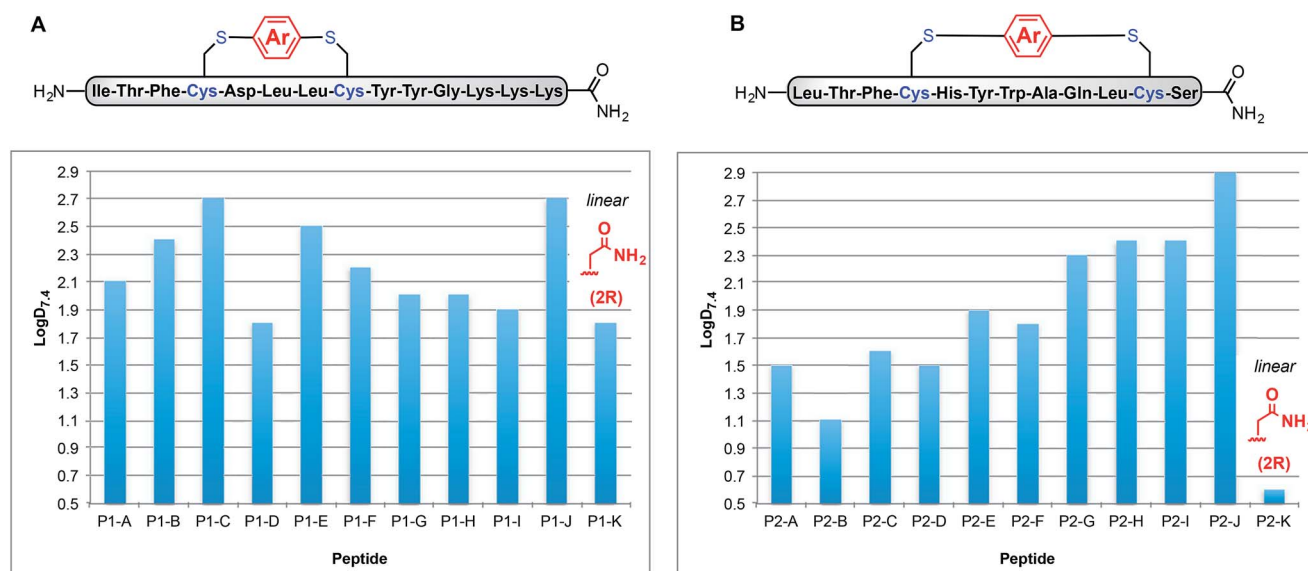 A
S
Ar
S
H₂N
Ile-Thr-Phe-Cys-Asp-Leu-Leu-Cys-Tyr-Tyr-Gly-Lys-Lys-Lys
O
NH₂
2.9
2.7
2.5
2.3
2.1
1.9
1.7
1.5
1.3
1.1
0.9
0.7
0.5
LogD7.4
linear
O
NH₂
(2R)
P1-A P1-B P1-C P1-D P1-E P1-F P1-G P1-H P1-I P1-J P1-K
Peptide
B
S
Ar
S
H₂N
Leu-Thr-Phe-Cys-His-Tyr-Trp-Ala-Gln-Leu-Cys-Ser
O
NH₂
2.9
2.7
2.5
2.3
2.1
1.9
1.7
1.5
1.3
1.1
0.9
0.7
0.5
LogD7.4
linear
O
NH₂
(2R)
P2-A P2-B P2-C P2-D P2-E P2-F P2-G P2-H P2-I P2-J P2-K
Peptide